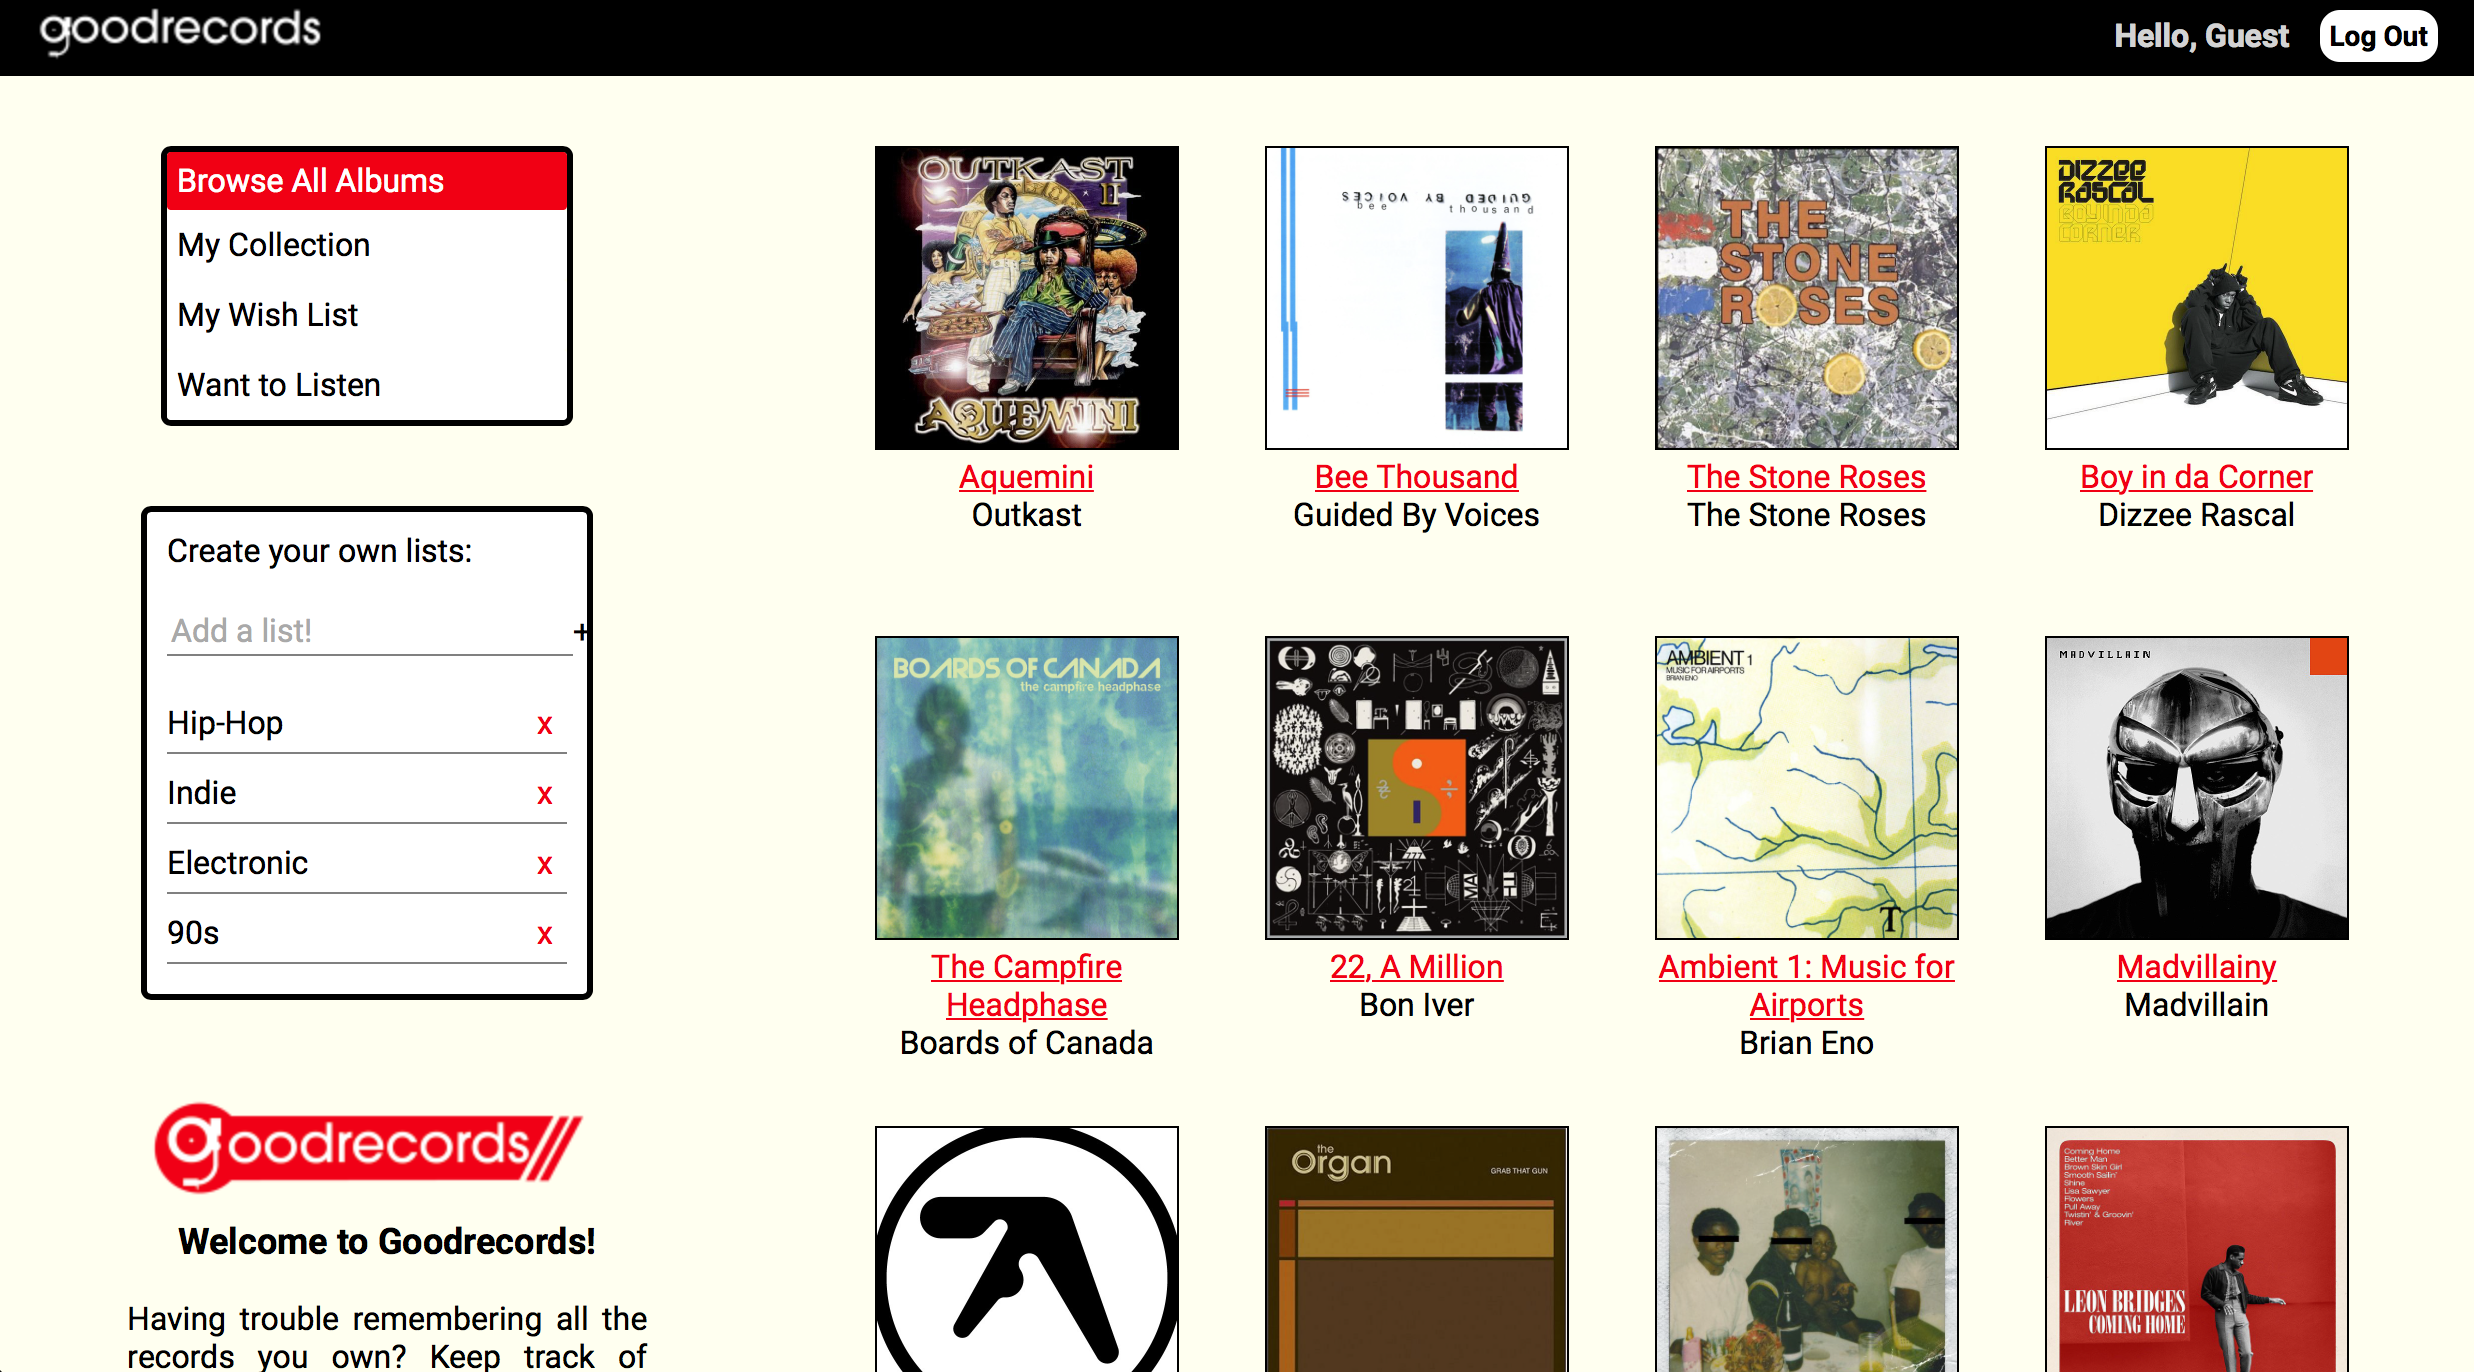 goodrecords
Hello, Guest
Log Out
Browse All Albums
My Collection
My Wish List
Want to Listen
Create your own lists:
Add a list!
+
Hip-Hop
x
Indie
x
Electronic
x
90s
x
goodrecords
Welcome to Goodrecords!
Having trouble remembering all the
records you own? Keep track of
OUTKAST
II
AQUEMINI
Aquemini
Outkast
GUIDED BY VOICES
bee thousand
Bee Thousand
Guided By Voices
THE
STONE
ROSES
The Stone Roses
The Stone Roses
DIZZEE
RASCAL
BOY IN DA
CORNER
Boy in da Corner
Dizzee Rascal
BOARDS OF CANADA
the campfire headphase
The Campfire
Headphase
Boards of Canada
22, A Million
Bon Iver
AMBIENT 1
MUSIC FOR AIRPORTS
BRIAN ENO
T
Ambient 1: Music for
Airports
Brian Eno
MADVILLAIN
Madvillainy
Madvillain
the
Organ
GRAB THAT GUN
Coming Home
Better Man
Brown Skin Girl
Smooth Sailin'
Shine
Lisa Sawyer
Flowers
Pull Away
Twistin' & Groovin'
River
LEON BRIDGES
COMING HOME